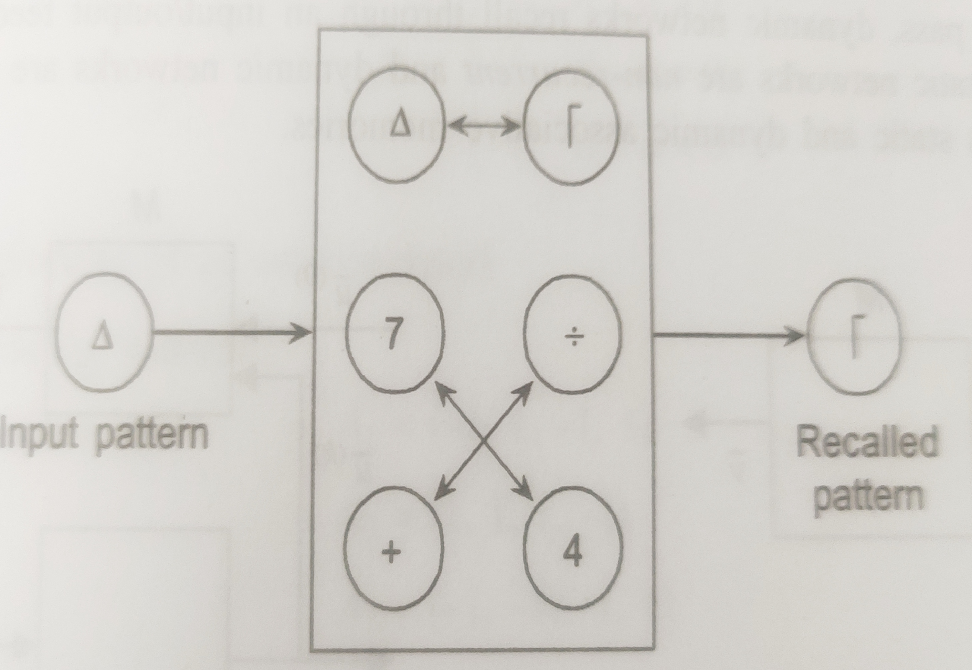 Δ Γ
Δ 7 ÷ Γ
Input pattern
Recalled
pattern
+ 4